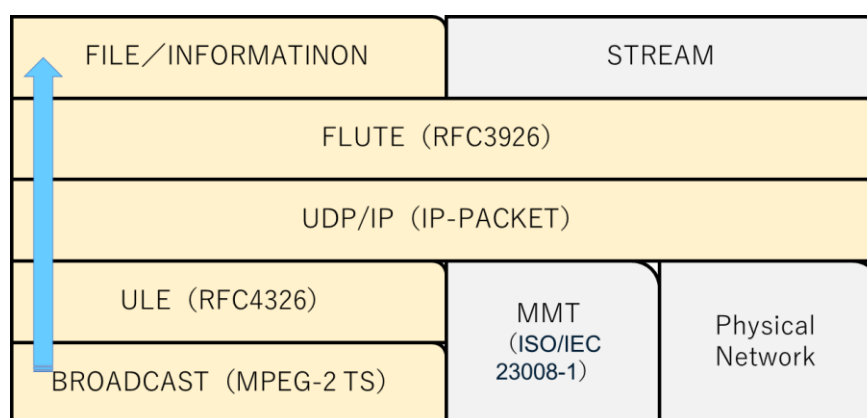 FILE／INFORMATINON
STREAM
FLUTE（RFC3926）
UDP/IP（IP-PACKET）
ULE（RFC4326）
MMT
（ISO/IEC
23008-1）
Physical
Network
BROADCAST（MPEG-2 TS）